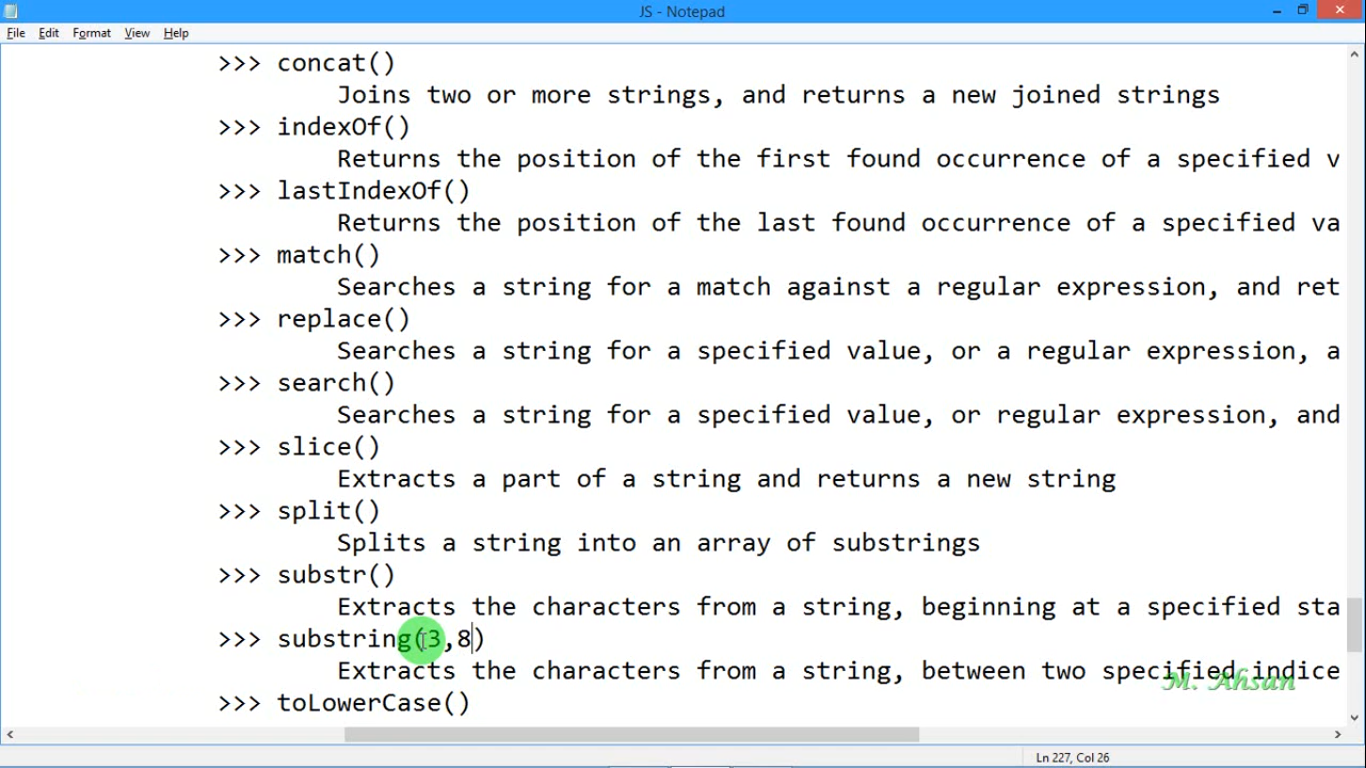 JS - Notepad
File Edit Format View Help
>>> concat()
Joins two or more strings, and returns a new joined strings
>>> indexOf()
Returns the position of the first found occurrence of a specified v
>>> lastIndexOf()
Returns the position of the last found occurrence of a specified va
>>> match()
Searches a string for a match against a regular expression, and ret
>>> replace()
Searches a string for a specified value, or a regular expression, a
>>> search()
Searches a string for a specified value, or regular expression, and
>>> slice()
Extracts a part of a string and returns a new string
>>> split()
Splits a string into an array of substrings
>>> substr()
Extracts the characters from a string, beginning at a specified sta
>>> substring(3,8)
Extracts the characters from a string, between two specified indice
M. Ahsan
>>> toLowerCase()
Ln 227, Col 26